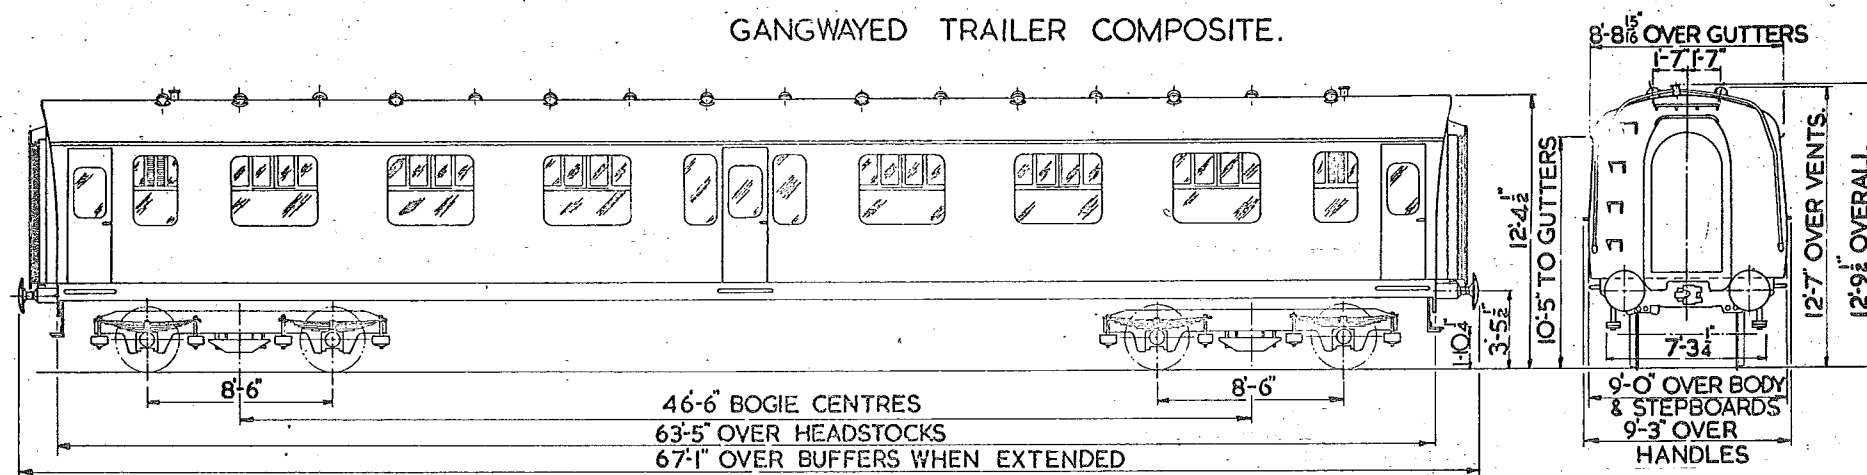 GANGWAYED TRAILER COMPOSITE.
8'-8 15/16" OVER GUTTERS
1'-7" 1'-7"
12'-4 1/2"
10'-5" TO GUTTERS
12'-7" OVER VENTS.
12'-9 1/2" OVERALL
1'-10 1/4"
3'-5 1/2"
7'-3 1/4"
8'-6"
8'-6"
46'-6" BOGIE CENTRES
63'-5" OVER HEADSTOCKS
67'-1" OVER BUFFERS WHEN EXTENDED
9'-0" OVER BODY
& STEPBOARDS
9'-3" OVER
HANDLES